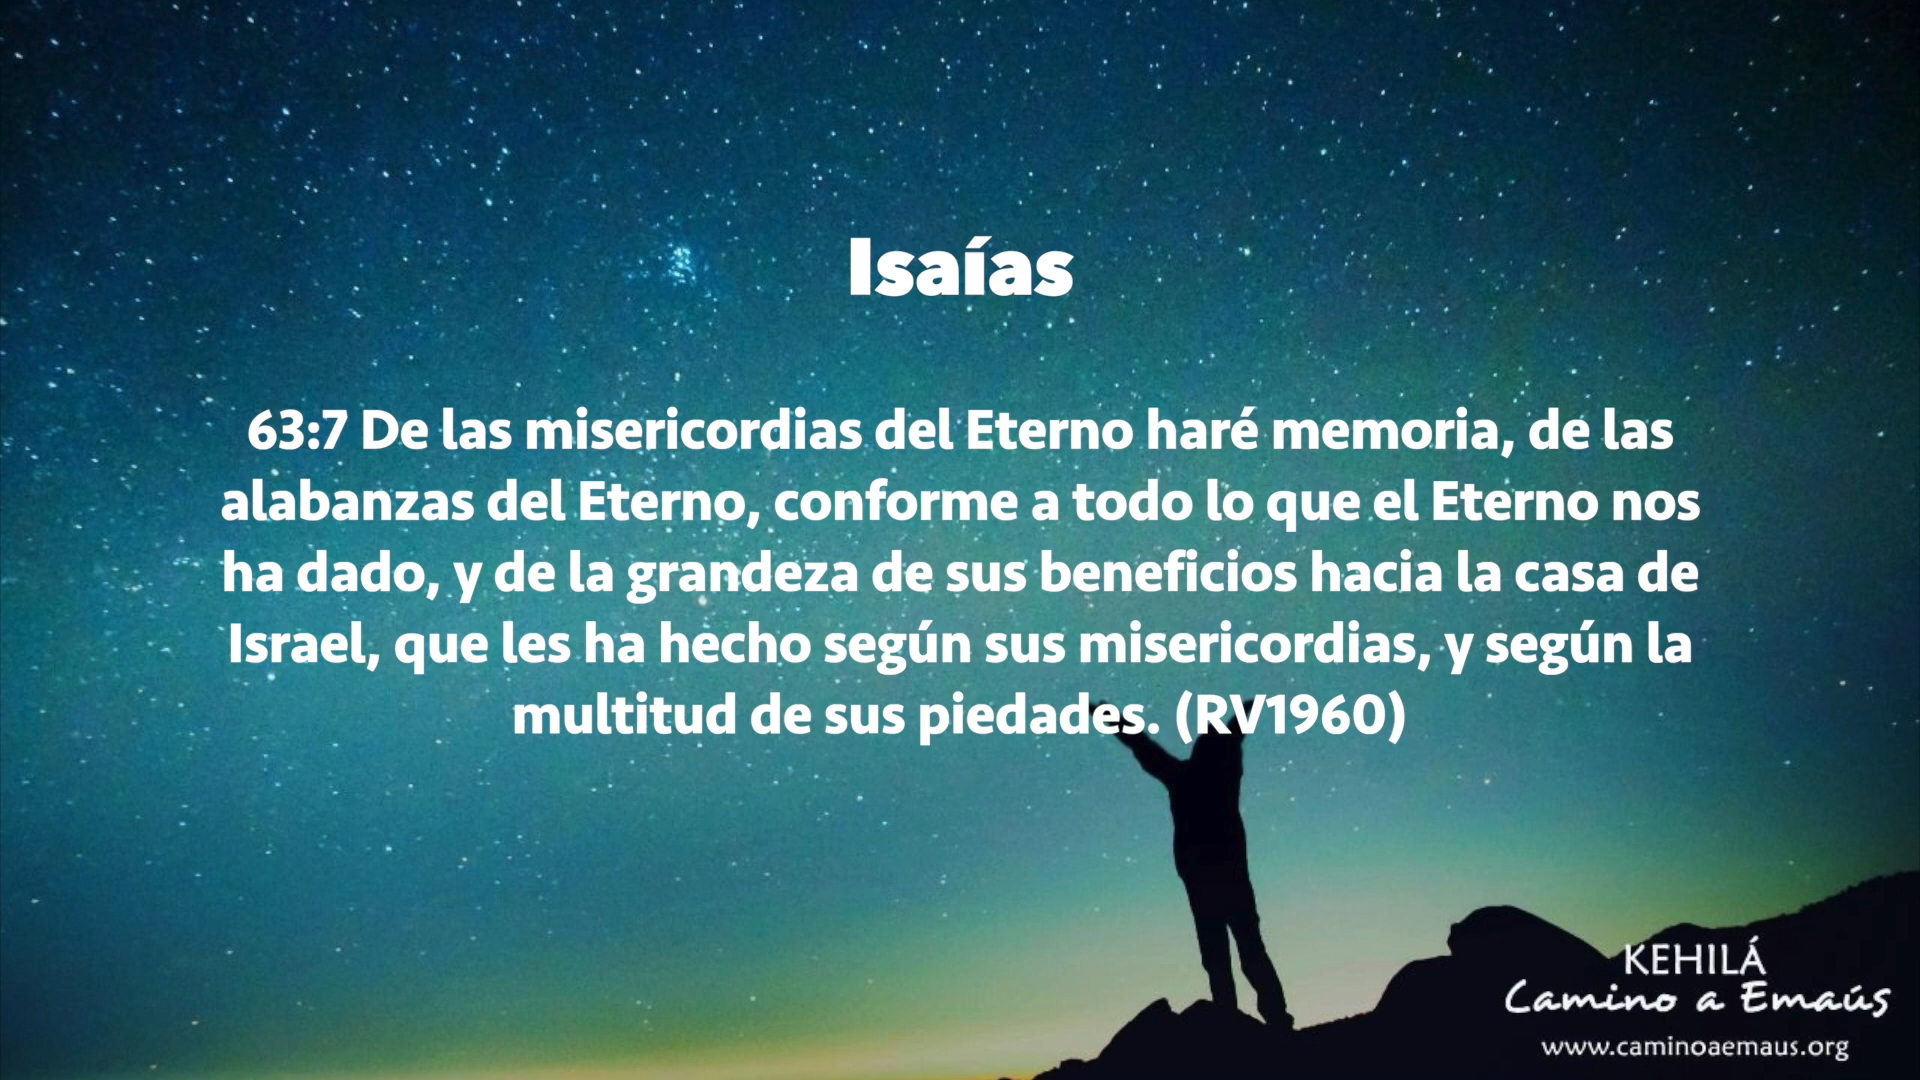 Isaías
63:7 De las misericordias del Eterno haré memoria, de las
alabanzas del Eterno, conforme a todo lo que el Eterno nos
ha dado, y de la grandeza de sus beneficios hacia la casa de
Israel, que les ha hecho según sus misericordias, y según la
multitud de sus piedades. (RV1960)
KEHILÁ
Camino a Emaús
www.caminoaemaus.org